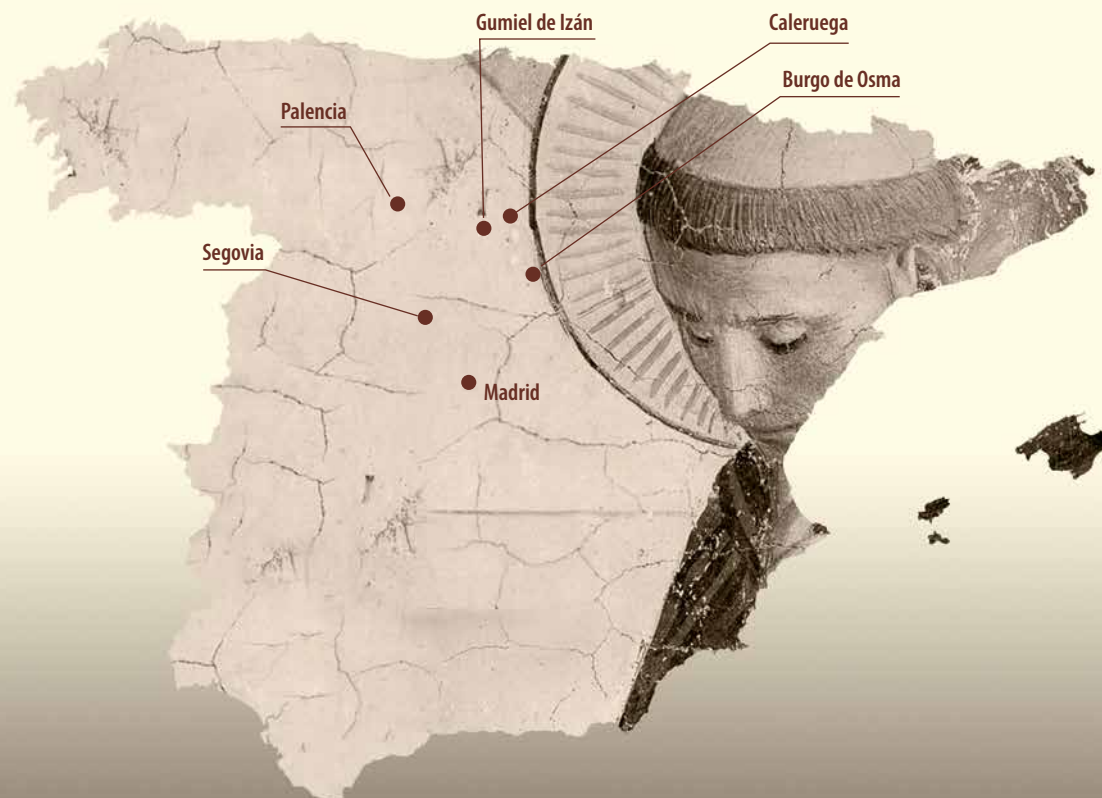 Gumiel de Izán
Caleruega
Burgo de Osma
Palencia
Segovia
Madrid